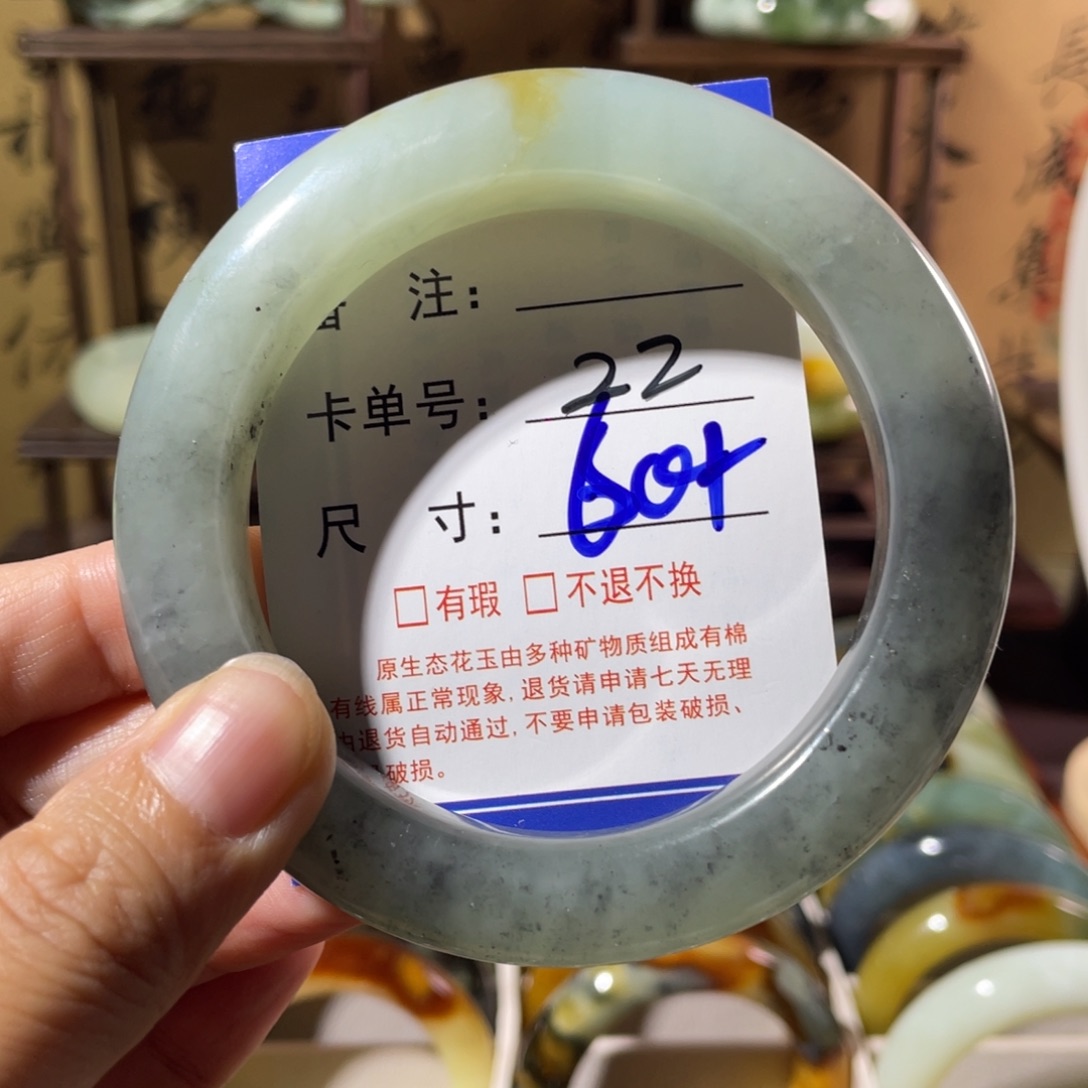 备 注：
卡单号： 22
尺 寸： 60+
□有瑕 □不退不换
原生态花玉由多种矿物质组成有棉
有线属正常现象，退货请申请七天无理
由退货自动通过，不要申请包装破损、
破损。